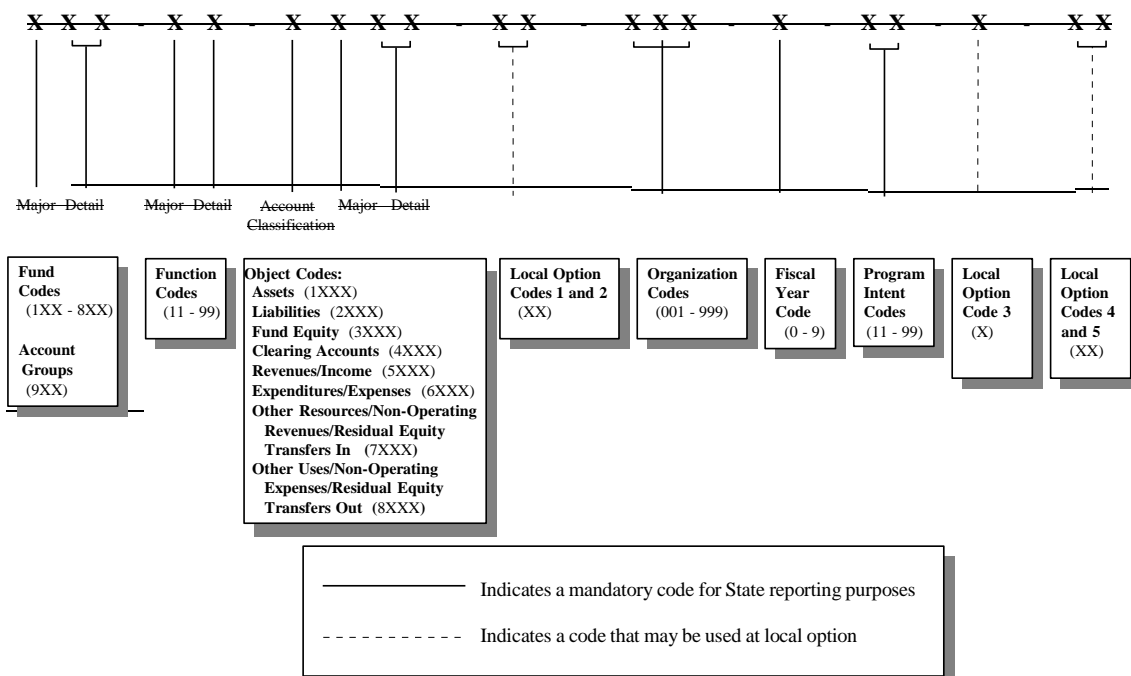 X X X - X X - X X X X - X X - X X X - X - X X - X - X X
Major Detail Major Detail Account Major Detail
Classification
Fund
Codes
(1XX - 8XX)
Account
Groups
(9XX)
Function
Codes
(11 - 99)
Object Codes:
Assets (1XXX)
Liabilities (2XXX)
Fund Equity (3XXX)
Clearing Accounts (4XXX)
Revenues/Income (5XXX)
Expenditures/Expenses (6XXX)
Other Resources/Non-Operating
Revenues/Residual Equity
Transfers In (7XXX)
Other Uses/Non-Operating
Expenses/Residual Equity
Transfers Out (8XXX)
Local Option
Codes 1 and 2
(XX)
Organization
Codes
(001 - 999)
Fiscal
Year
Code
(0 - 9)
Program
Intent
Codes
(11 - 99)
Local
Option
Code 3
(X)
Local
Option
Codes 4
and 5
(XX)
Indicates a mandatory code for State reporting purposes
Indicates a code that may be used at local option